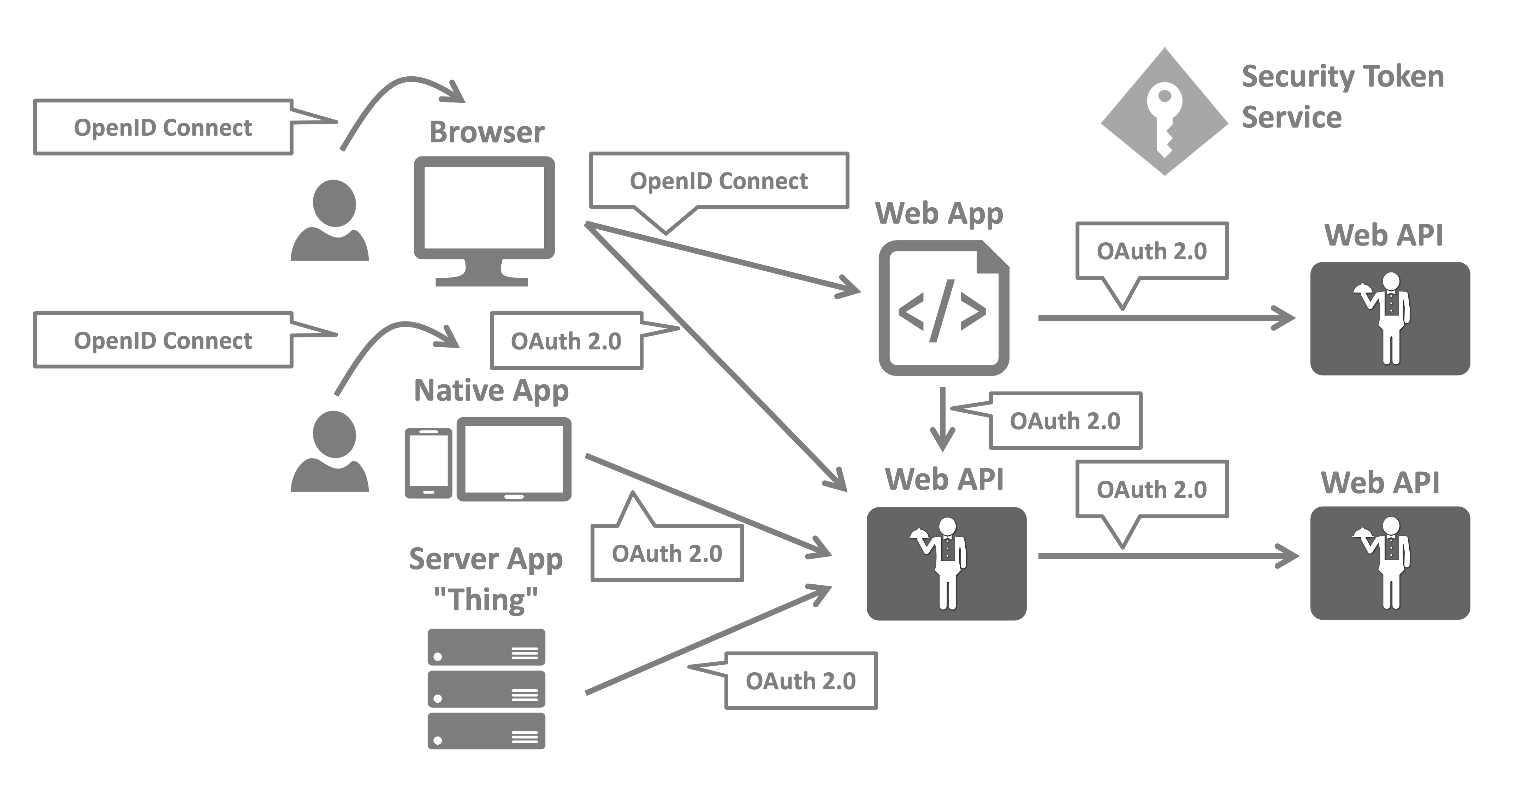 Security Token
Service
OpenID Connect
Browser
OpenID Connect
Web App
OAuth 2.0
Web API
OpenID Connect
OAuth 2.0
Native App
OAuth 2.0
Web API
OAuth 2.0
Web API
OAuth 2.0
Server App
"Thing"
OAuth 2.0